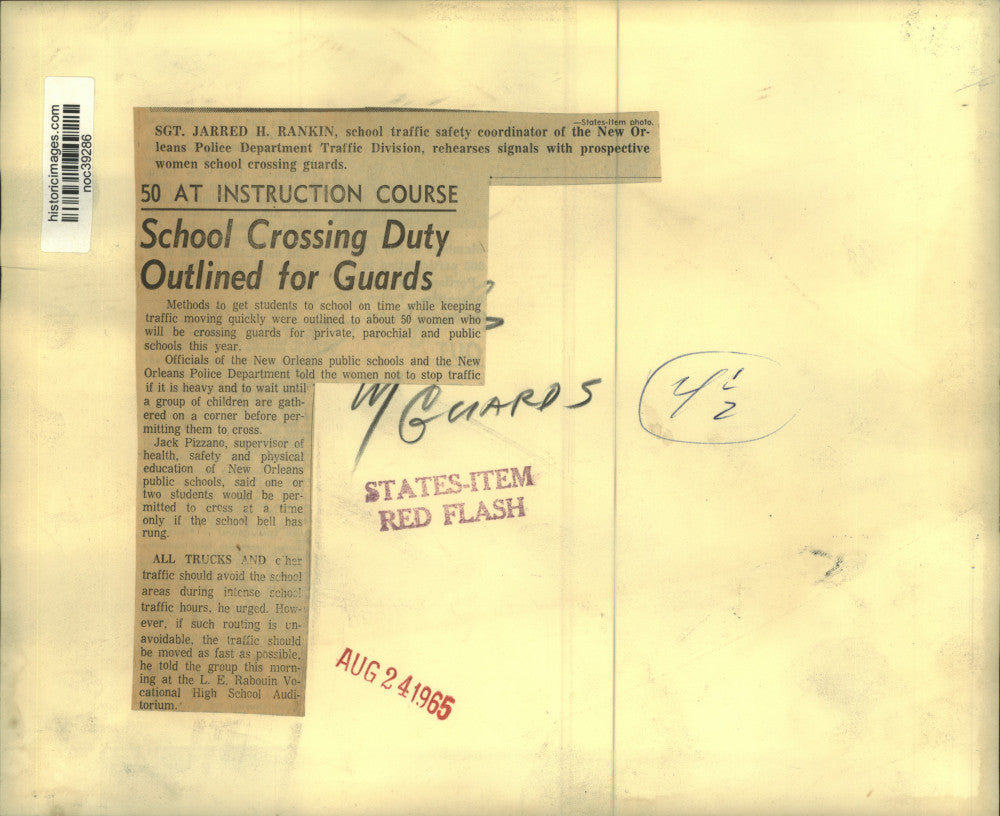 historicimages.com
noc39286
—States-Item photo.
SGT. JARRED H. RANKIN, school traffic safety coordinator of the New Or-
leans Police Department Traffic Division, rehearses signals with prospective
women school crossing guards.
50 AT INSTRUCTION COURSE
School Crossing Duty
Outlined for Guards
Methods to get students to school on time while keeping
traffic moving quickly were outlined to about 50 women who
will be crossing guards for private, parochial and public
schools this year.
Officials of the New Orleans public schools and the New
Orleans Police Department told the women not to stop traffic
if it is heavy and to wait until
a group of children are gath-
ered on a corner before per-
mitting them to cross.
Jack Pizzano, supervisor of
health, safety and physical
education of New Orleans
public schools, said one or
two students would be per-
mitted to cross at a time
only if the school bell has
rung.
ALL TRUCKS AND other
traffic should avoid the school
areas during intense school
traffic hours, he urged. How-
ever, if such routing is un-
avoidable, the traffic should
be moved as fast as possible,
he told the group this morn-
ing at the L. E. Rabouin Vo-
cational High School Audi-
torium.
GUARDS
4 1/2
STATES-ITEM
RED FLASH
AUG 24 1965